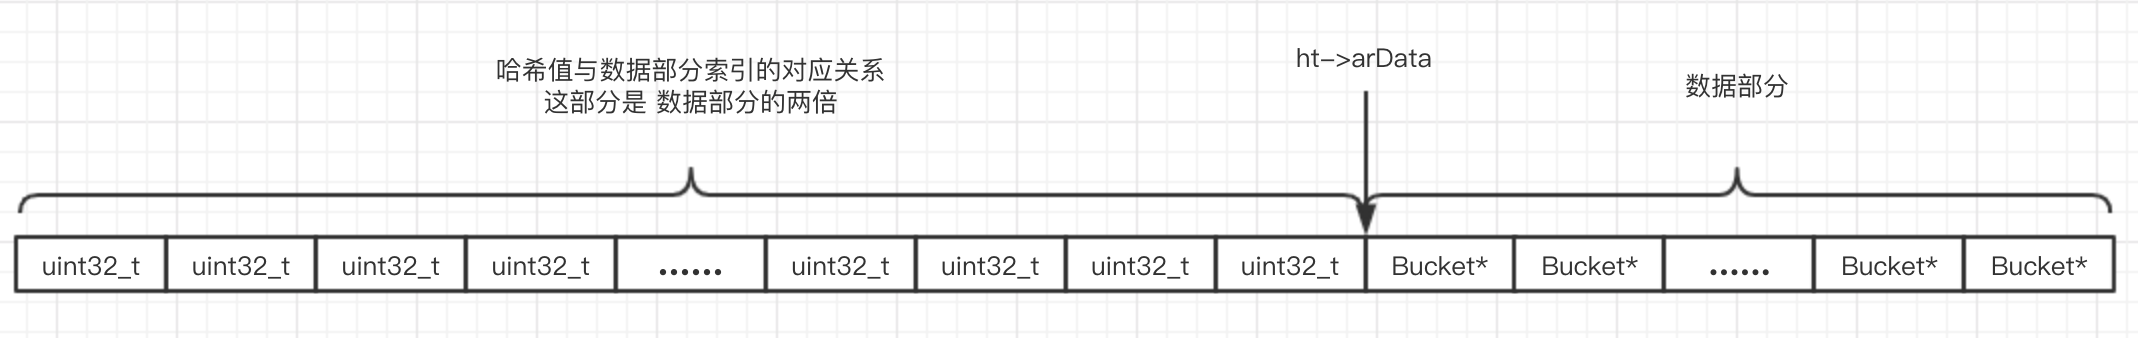 哈希值与数据部分索引的对应关系
这部分是 数据部分的两倍
ht->arData
数据部分
uint32_t uint32_t uint32_t uint32_t ...... uint32_t uint32_t uint32_t uint32_t Bucket* Bucket* ...... Bucket* Bucket*